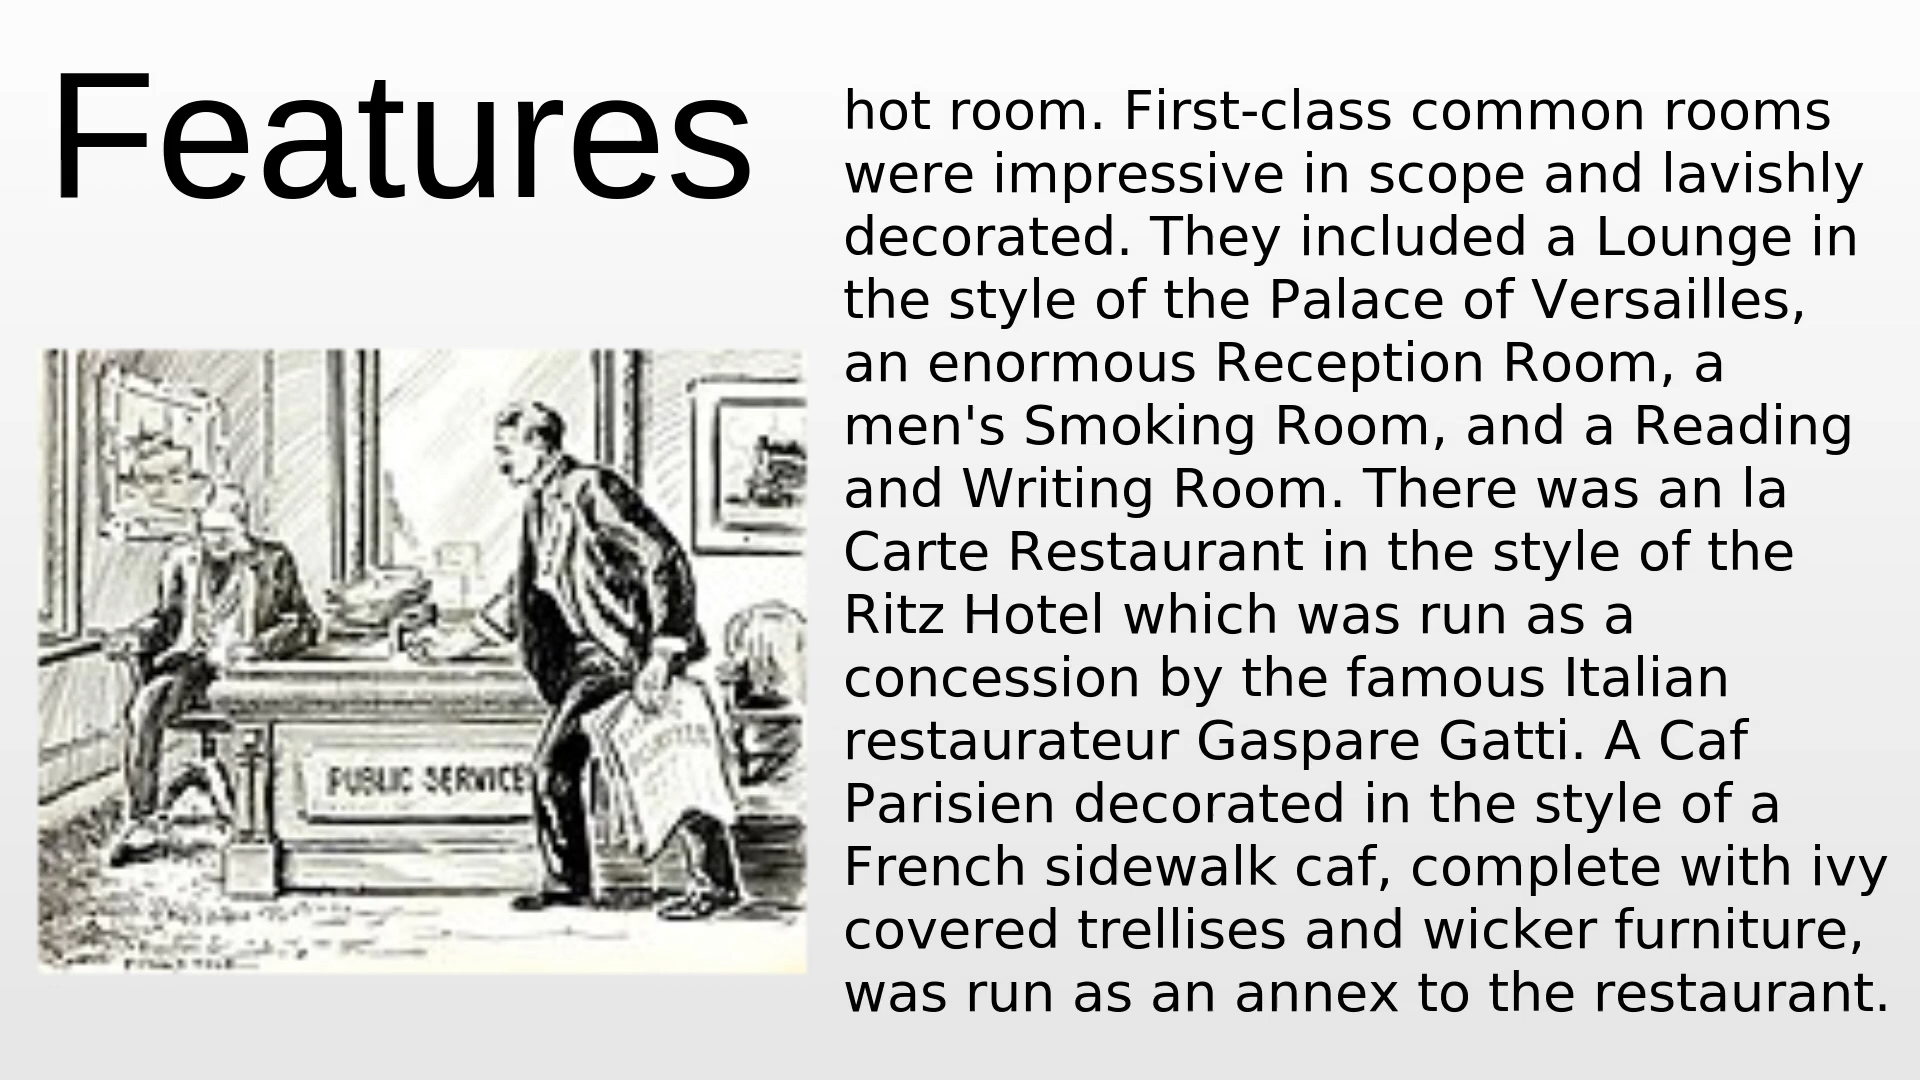 Features
hot room. First-class common rooms
were impressive in scope and lavishly
decorated. They included a Lounge in
the style of the Palace of Versailles,
an enormous Reception Room, a
men's Smoking Room, and a Reading
and Writing Room. There was an la
Carte Restaurant in the style of the
Ritz Hotel which was run as a
concession by the famous Italian
restaurateur Gaspare Gatti. A Caf
Parisien decorated in the style of a
French sidewalk caf, complete with ivy
covered trellises and wicker furniture,
was run as an annex to the restaurant.
PUBLIC SERVICE